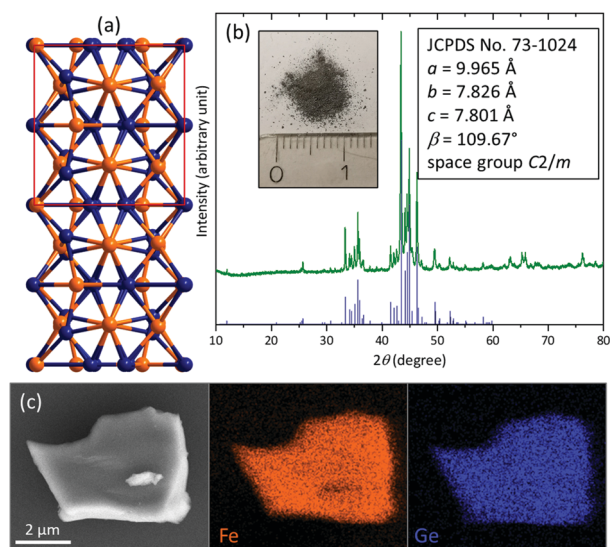 (a)
(b)
JCPDS No. 73-1024
a = 9.965 Å
b = 7.826 Å
c = 7.801 Å
β = 109.67°
space group C2/m
0 1
Intensity (arbitrary unit)
10 20 30 40 50 60 70 80
2θ (degree)
(c)
2 μm
Fe
Ge